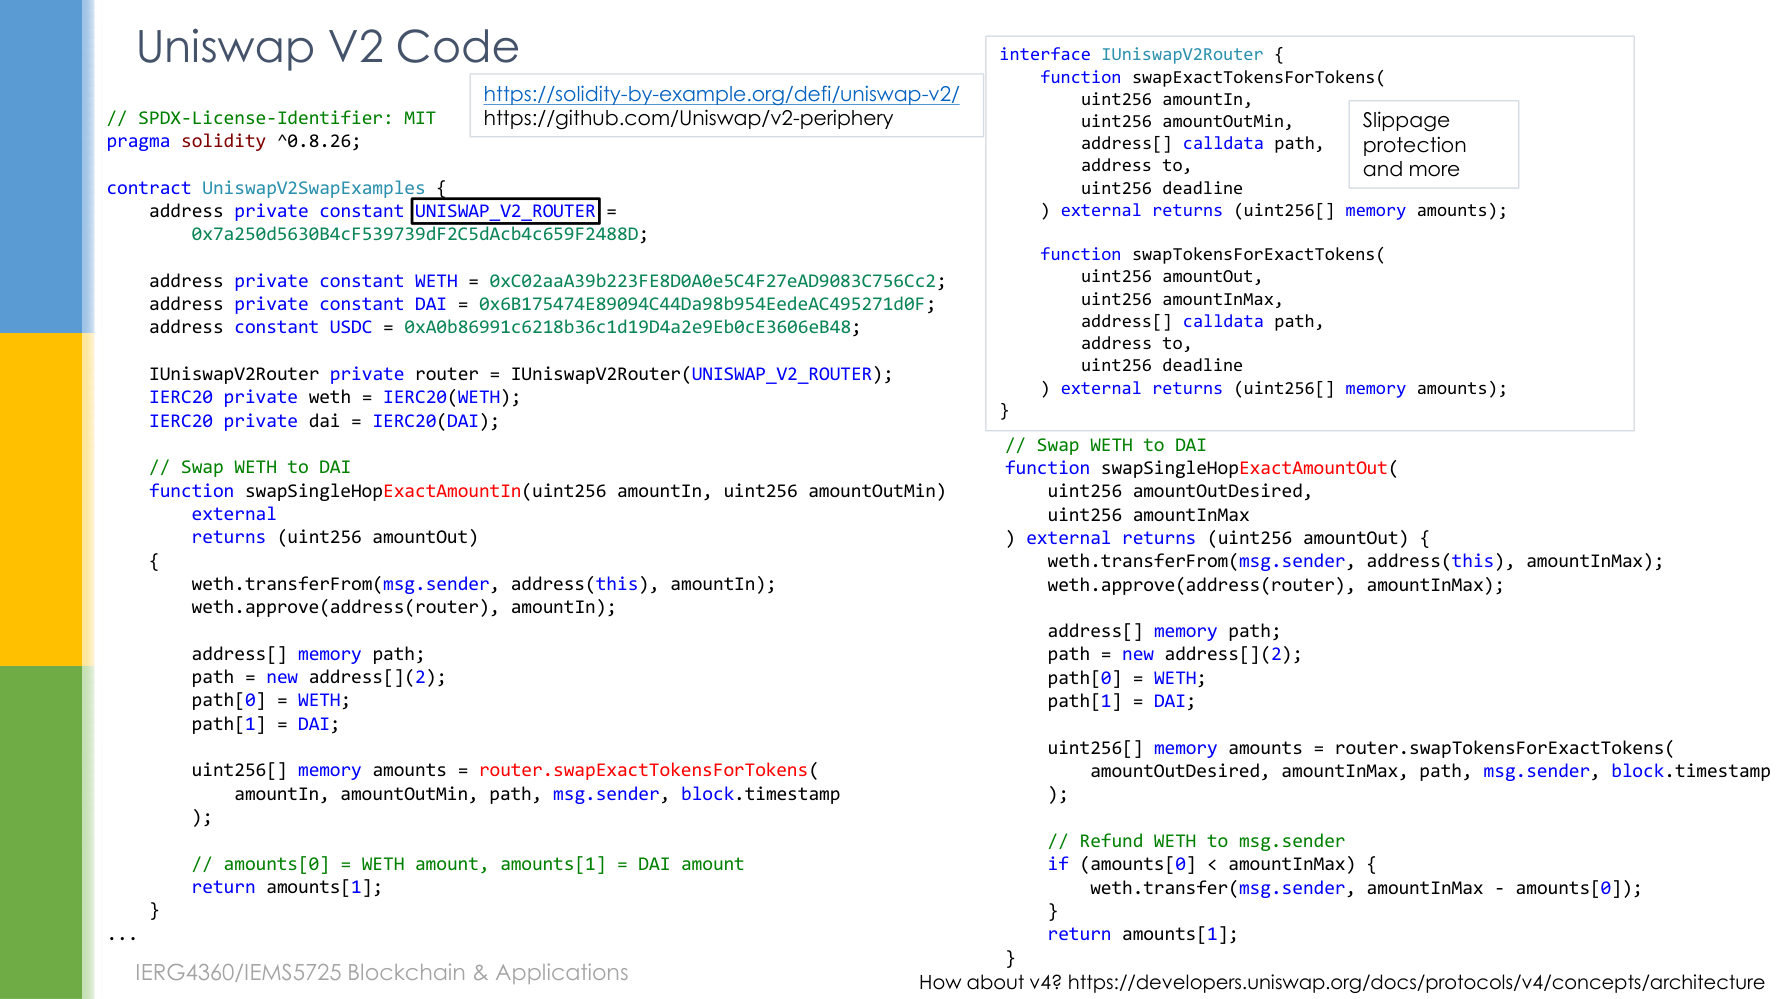 Uniswap V2 Code
https://solidity-by-example.org/defi/uniswap-v2/
https://github.com/Uniswap/v2-periphery
// SPDX-License-Identifier: MIT
pragma solidity ^0.8.26;
contract UniswapV2SwapExamples {
    address private constant UNISWAP_V2_ROUTER =
        0x7a250d5630B4cF539739dF2C5dAcb4c659F2488D;
    address private constant WETH = 0xC02aaA39b223FE8D0A0e5C4F27eAD9083C756Cc2;
    address private constant DAI = 0x6B175474E89094C44Da98b954EedeAC495271d0F;
    address constant USDC = 0xA0b86991c6218b36c1d19D4a2e9Eb0cE3606eB48;
    IUniswapV2Router private router = IUniswapV2Router(UNISWAP_V2_ROUTER);
    IERC20 private weth = IERC20(WETH);
    IERC20 private dai = IERC20(DAI);
    // Swap WETH to DAI
    function swapSingleHopExactAmountIn(uint256 amountIn, uint256 amountOutMin)
        external
        returns (uint256 amountOut)
    {
        weth.transferFrom(msg.sender, address(this), amountIn);
        weth.approve(address(router), amountIn);
        address[] memory path;
        path = new address[](2);
        path[0] = WETH;
        path[1] = DAI;
        uint256[] memory amounts = router.swapExactTokensForTokens(
            amountIn, amountOutMin, path, msg.sender, block.timestamp
        );
        // amounts[0] = WETH amount, amounts[1] = DAI amount
        return amounts[1];
    }
...
interface IUniswapV2Router {
    function swapExactTokensForTokens(
        uint256 amountIn,
        uint256 amountOutMin,
        address[] calldata path,
        address to,
        uint256 deadline
    ) external returns (uint256[] memory amounts);
    function swapTokensForExactTokens(
        uint256 amountOut,
        uint256 amountInMax,
        address[] calldata path,
        address to,
        uint256 deadline
    ) external returns (uint256[] memory amounts);
}
Slippage
protection
and more
// Swap WETH to DAI
function swapSingleHopExactAmountOut(
    uint256 amountOutDesired,
    uint256 amountInMax
) external returns (uint256 amountOut) {
    weth.transferFrom(msg.sender, address(this), amountInMax);
    weth.approve(address(router), amountInMax);
    address[] memory path;
    path = new address[](2);
    path[0] = WETH;
    path[1] = DAI;
    uint256[] memory amounts = router.swapTokensForExactTokens(
        amountOutDesired, amountInMax, path, msg.sender, block.timestamp
    );
    // Refund WETH to msg.sender
    if (amounts[0] < amountInMax) {
        weth.transfer(msg.sender, amountInMax - amounts[0]);
    }
    return amounts[1];
}
IERG4360/IEMS5725 Blockchain & Applications
How about v4? https://developers.uniswap.org/docs/protocols/v4/concepts/architecture